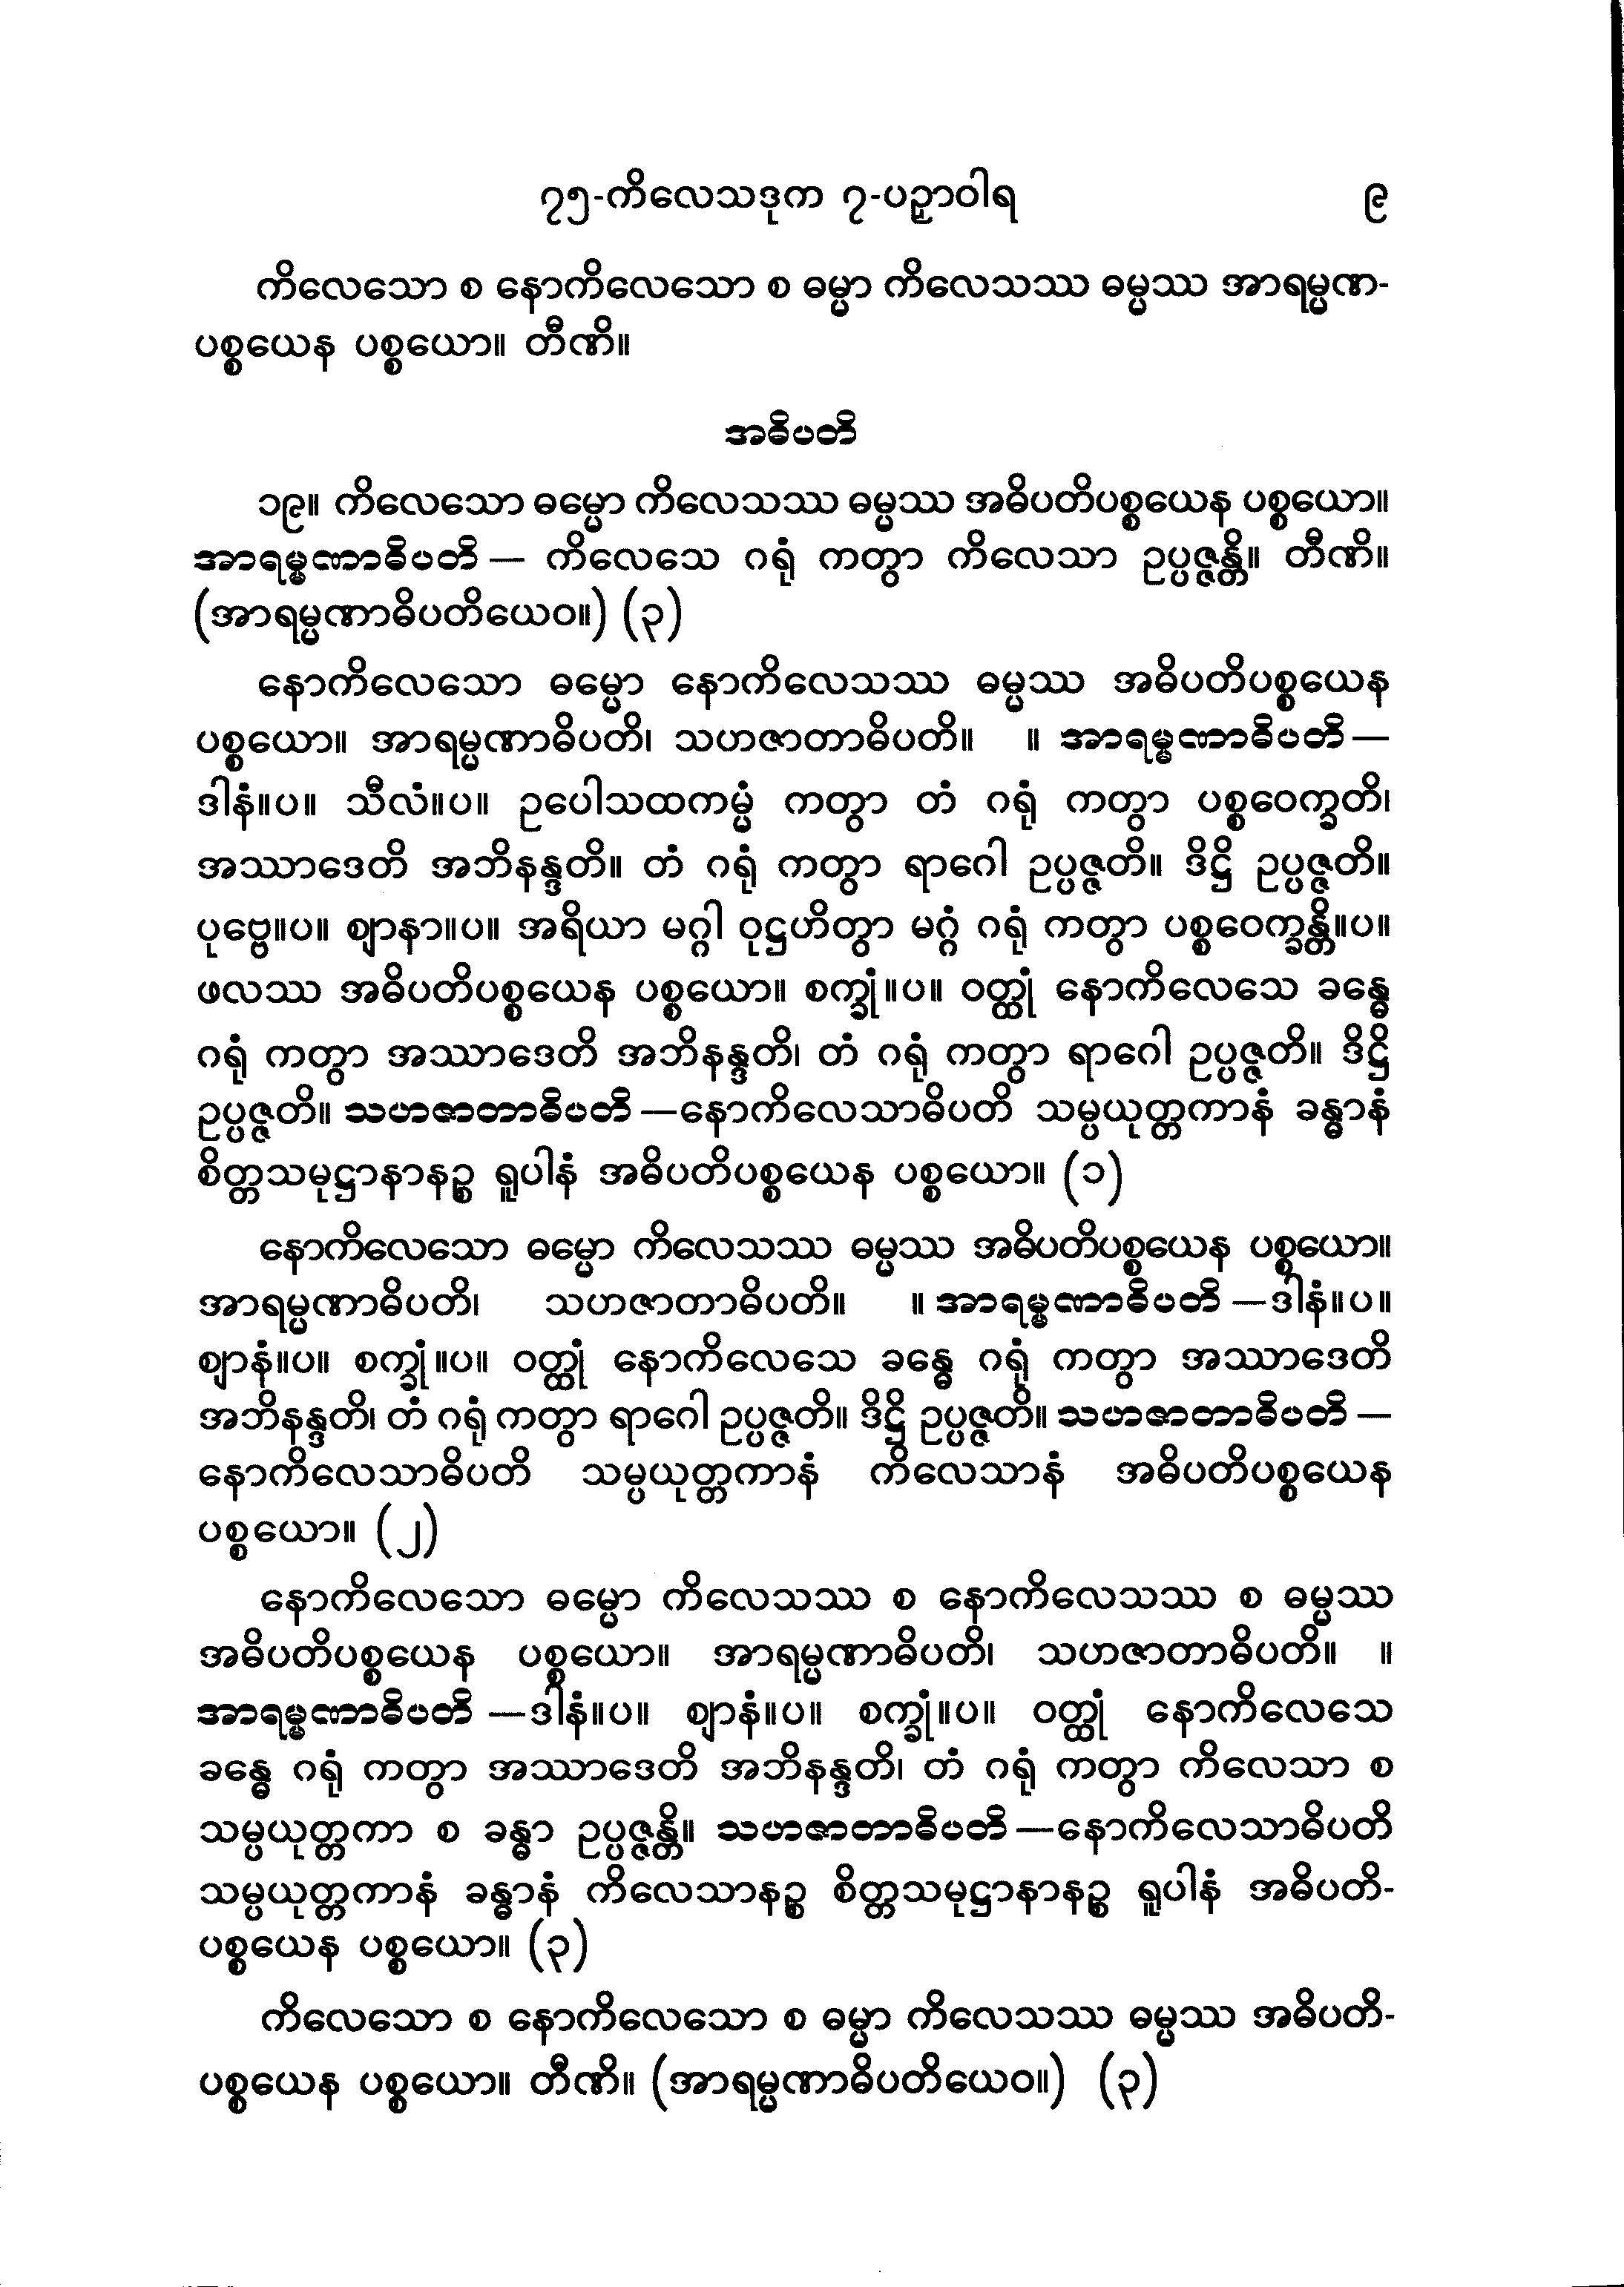 ၇၅-ကိလေသဒုက ၇-ပဉှာဝါရ ၉
ကိလေသော စ နောကိလေသော စ ဓမ္မာ ကိလေသဿ ဓမ္မဿ အာရမ္မဏ-
ပစ္စယေန ပစ္စယော။ တီဏိ။
အဓိပတိ
၁၉။ ကိလေသော ဓမ္မော ကိလေသဿ ဓမ္မဿ အဓိပတိပစ္စယေန ပစ္စယော။
အာရမ္မဏာဓိပတိ — ကိလေသေ ဂရုံ ကတွာ ကိလေသာ ဥပ္ပဇ္ဇန္တိ။ တီဏိ။
(အာရမ္မဏာဓိပတိယေဝ။) (၃)
နောကိလေသော ဓမ္မော နောကိလေသဿ ဓမ္မဿ အဓိပတိပစ္စယေန
ပစ္စယော။ အာရမ္မဏာဓိပတိ၊ သဟဇာတာဓိပတိ။ ။ အာရမ္မဏာဓိပတိ —
ဒါနံ။ပ။ သီလံ။ပ။ ဥပေါသထကမ္မံ ကတွာ တံ ဂရုံ ကတွာ ပစ္စဝေက္ခတိ၊
အဿာဒေတိ အဘိနန္ဒတိ။ တံ ဂရုံ ကတွာ ရာဂေါ ဥပ္ပဇ္ဇတိ။ ဒိဋ္ဌိ ဥပ္ပဇ္ဇတိ။
ပုဗ္ဗေ။ပ။ ဈာနာ။ပ။ အရိယာ မဂ္ဂါ ဝုဋ္ဌဟိတွာ မဂ္ဂံ ဂရုံ ကတွာ ပစ္စဝေက္ခန္တိ။ပ။
ဖလဿ အဓိပတိပစ္စယေန ပစ္စယော။ စက္ခုံ။ပ။ ဝတ္ထုံ နောကိလေသေ ခန္ဓေ
ဂရုံ ကတွာ အဿာဒေတိ အဘိနန္ဒတိ၊ တံ ဂရုံ ကတွာ ရာဂေါ ဥပ္ပဇ္ဇတိ။ ဒိဋ္ဌိ
ဥပ္ပဇ္ဇတိ။ သဟဇာတာဓိပတိ —နောကိလေသာဓိပတိ သမ္ပယုတ္တကာနံ ခန္ဓာနံ
စိတ္တသမုဋ္ဌာနာနဉ္စ ရူပါနံ အဓိပတိပစ္စယေန ပစ္စယော။ (၁)
နောကိလေသော ဓမ္မော ကိလေသဿ ဓမ္မဿ အဓိပတိပစ္စယေန ပစ္စယော။
အာရမ္မဏာဓိပတိ၊ သဟဇာတာဓိပတိ။ ။ အာရမ္မဏာဓိပတိ —ဒါနံ။ပ။
ဈာနံ။ပ။ စက္ခုံ။ပ။ ဝတ္ထုံ နောကိလေသေ ခန္ဓေ ဂရုံ ကတွာ အဿာဒေတိ
အဘိနန္ဒတိ၊ တံ ဂရုံ ကတွာ ရာဂေါ ဥပ္ပဇ္ဇတိ။ ဒိဋ္ဌိ ဥပ္ပဇ္ဇတိ။ သဟဇာတာဓိပတိ —
နောကိလေသာဓိပတိ သမ္ပယုတ္တကာနံ ကိလေသာနံ အဓိပတိပစ္စယေန
ပစ္စယော။ (၂)
နောကိလေသော ဓမ္မော ကိလေသဿ စ နောကိလေသဿ စ ဓမ္မဿ
အဓိပတိပစ္စယေန ပစ္စယော။ အာရမ္မဏာဓိပတိ၊ သဟဇာတာဓိပတိ။ ။
အာရမ္မဏာဓိပတိ —ဒါနံ။ပ။ ဈာနံ။ပ။ စက္ခုံ။ပ။ ဝတ္ထုံ နောကိလေသေ
ခန္ဓေ ဂရုံ ကတွာ အဿာဒေတိ အဘိနန္ဒတိ၊ တံ ဂရုံ ကတွာ ကိလေသာ စ
သမ္ပယုတ္တကာ စ ခန္ဓာ ဥပ္ပဇ္ဇန္တိ။ သဟဇာတာဓိပတိ —နောကိလေသာဓိပတိ
သမ္ပယုတ္တကာနံ ခန္ဓာနံ ကိလေသာနဉ္စ စိတ္တသမုဋ္ဌာနာနဉ္စ ရူပါနံ အဓိပတိ-
ပစ္စယေန ပစ္စယော။ (၃)
ကိလေသော စ နောကိလေသော စ ဓမ္မာ ကိလေသဿ ဓမ္မဿ အဓိပတိ-
ပစ္စယေန ပစ္စယော။ တီဏိ။ (အာရမ္မဏာဓိပတိယေဝ။) (၃)